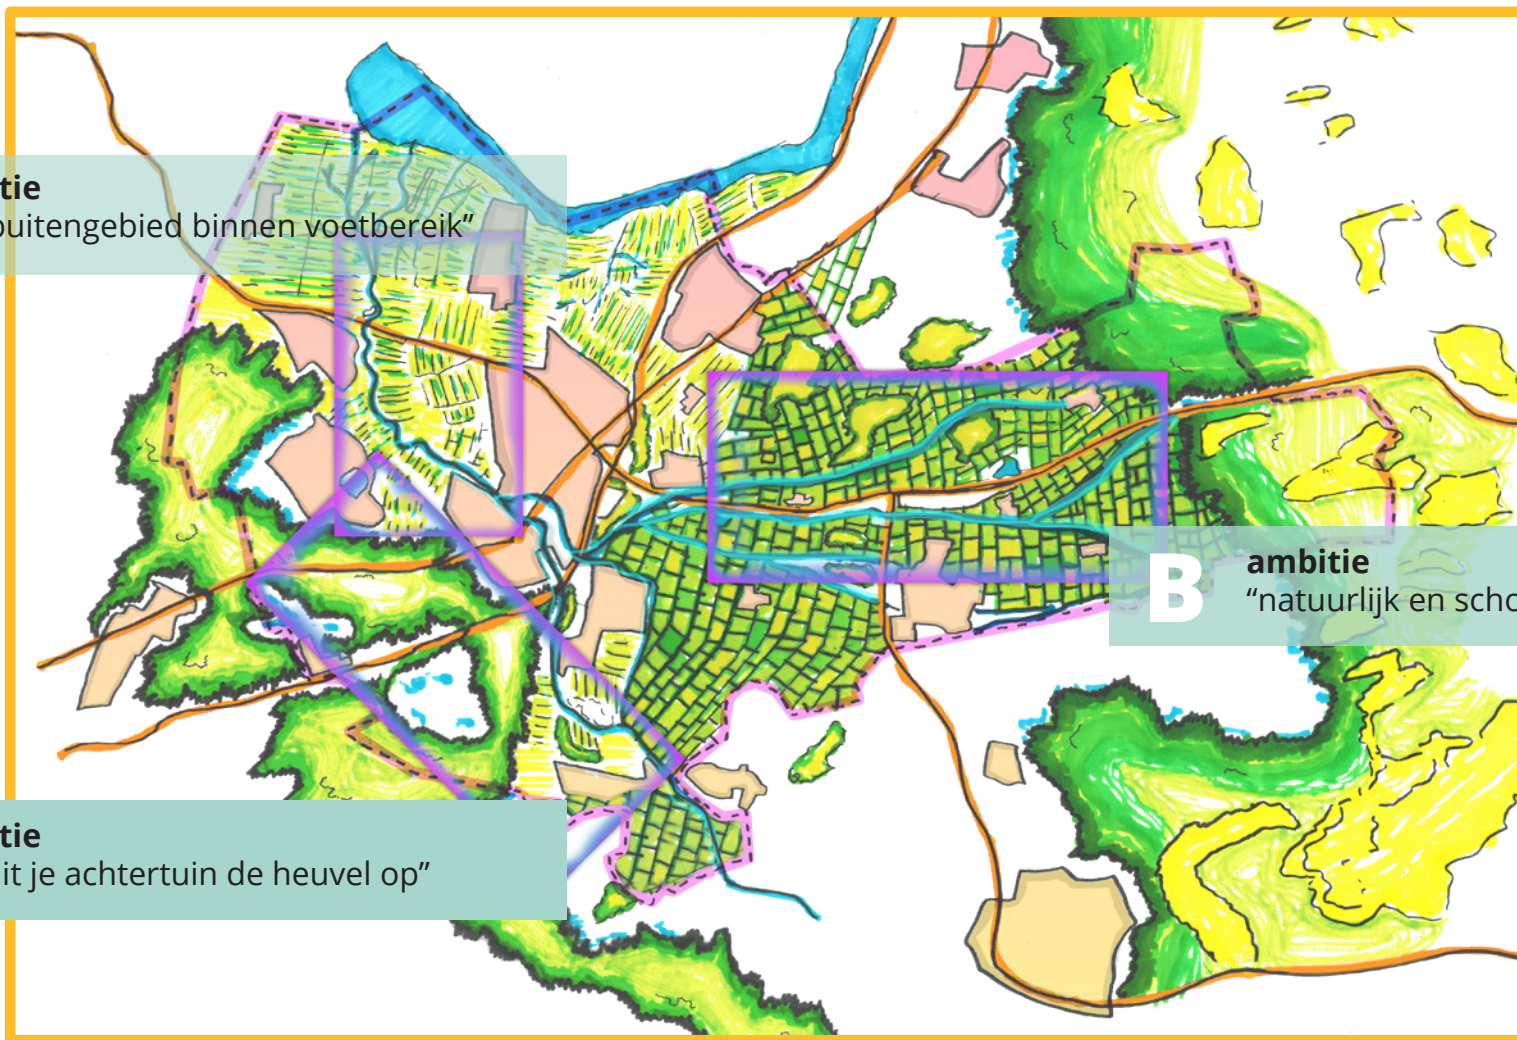 tie
buitengebied binnen voetbereik”
B
ambitie
“natuurlijk en scho
tie
it je achtertuin de heuvel op”